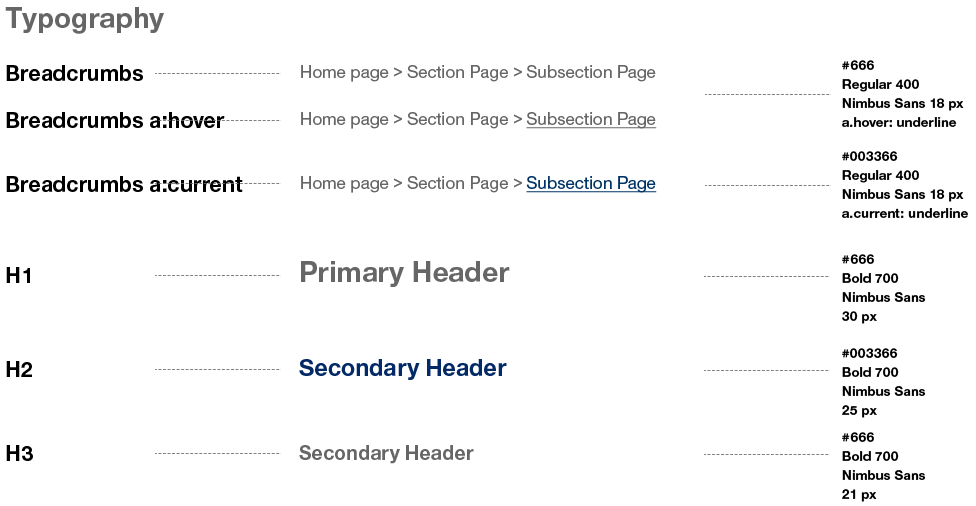 Typography
Breadcrumbs
Home page > Section Page > Subsection Page
#666
Regular 400
Nimbus Sans 18 px
a.hover: underline
Breadcrumbs a:hover
Home page > Section Page > Subsection Page
Breadcrumbs a:current
Home page > Section Page > Subsection Page
#003366
Regular 400
Nimbus Sans 18 px
a.current: underline
H1
Primary Header
#666
Bold 700
Nimbus Sans
30 px
H2
Secondary Header
#003366
Bold 700
Nimbus Sans
25 px
H3
Secondary Header
#666
Bold 700
Nimbus Sans
21 px